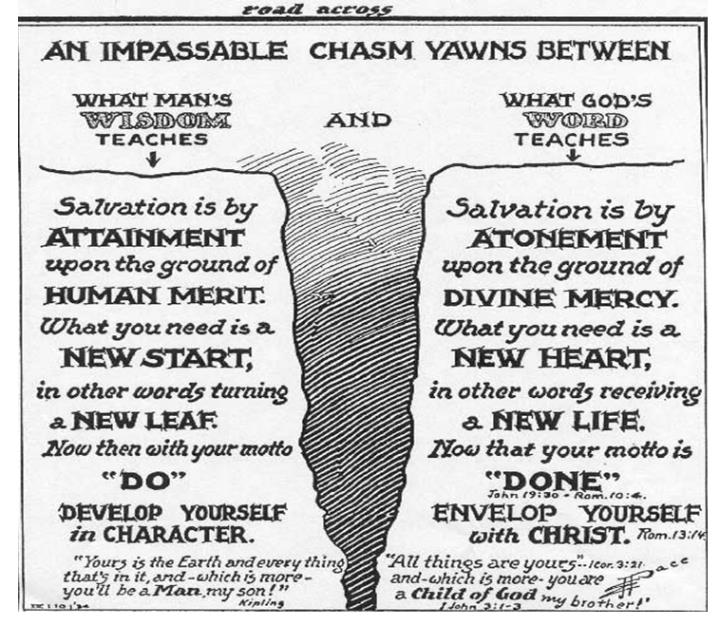 road across
AN IMPASSABLE CHASM YAWNS BETWEEN
WHAT MAN'S
WISDOM
TEACHES
AND
WHAT GOD'S
WORD
TEACHES
Salvation is by
ATTAINMENT
upon the ground of
HUMAN MERIT.
What you need is a
NEW START,
in other words turning
a NEW LEAF.
Now then with your motto
"DO"
DEVELOP YOURSELF
in CHARACTER.
"Yours is the Earth and every thing
that's in it, and -which is more-
you'll be a Man, my son!"
Kipling
Salvation is by
ATONEMENT
upon the ground of
DIVINE MERCY.
What you need is a
NEW HEART,
in other words receiving
a NEW LIFE.
Now that your motto is
"DONE"
John 19:30 - Rom. 10:4.
ENVELOP YOURSELF
with CHRIST. Rom. 13:14
"All things are yours"- 1 Cor. 3:21
and-which is more- you are
a Child of God my brother!"
1 John 3:1-3
Pace